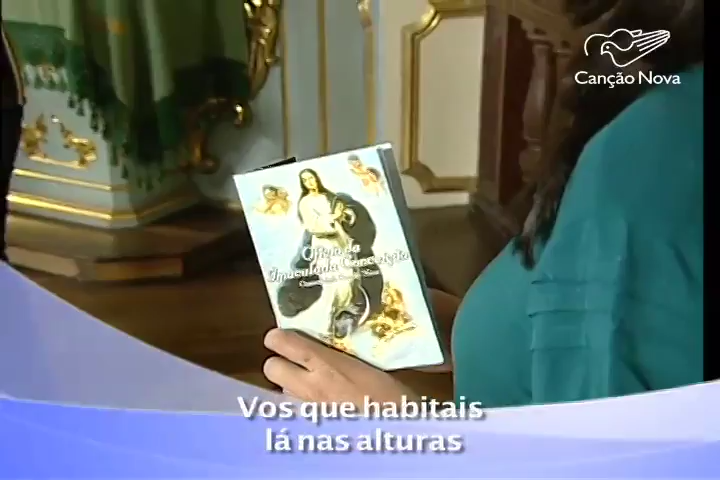 Canção Nova
Ofício da
Imaculada Conceição
Vos que habitais
lá nas alturas